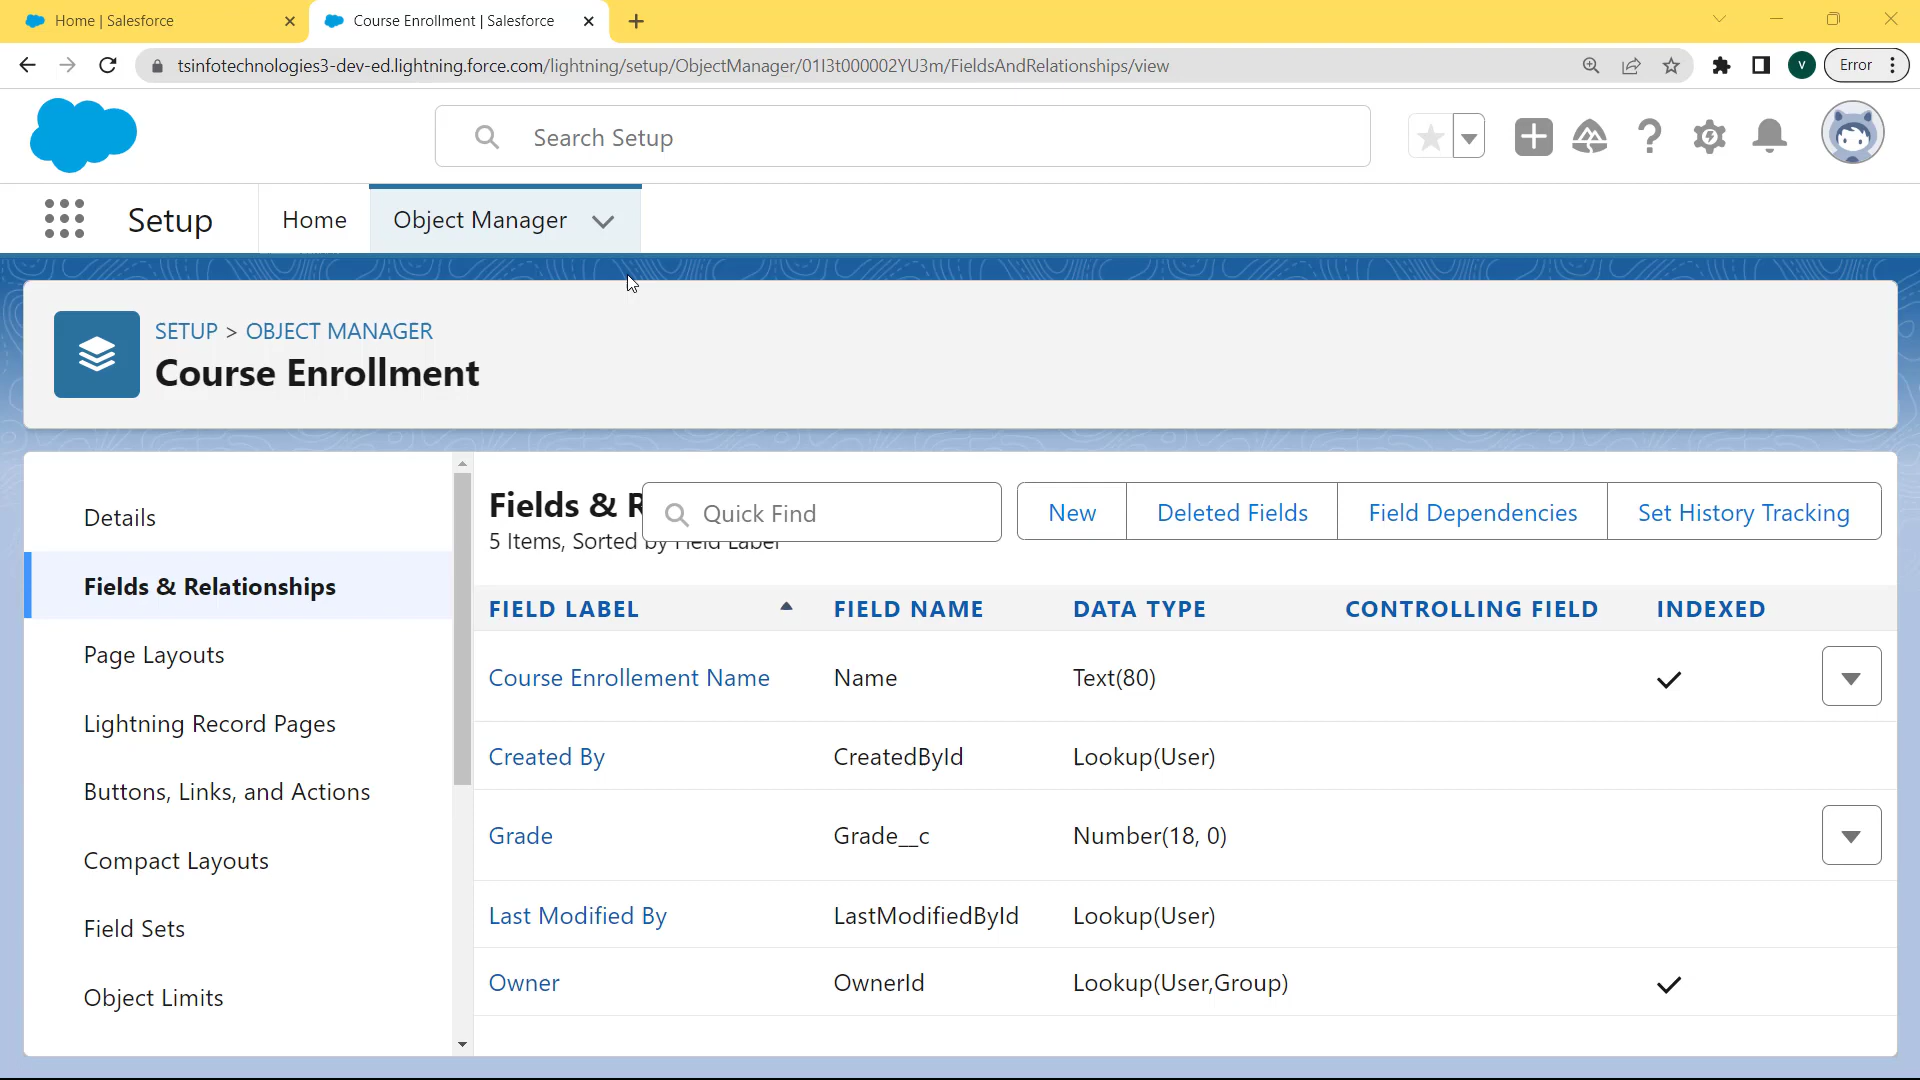 Home | Salesforce
Course Enrollment | Salesforce
tsinfotechnologies3-dev-ed.lightning.force.com/lightning/setup/ObjectManager/01I3t000002YU3m/FieldsAndRelationships/view
V
Error
Search Setup
Setup
Home
Object Manager
SETUP > OBJECT MANAGER
Course Enrollment
Details
Fields & Relationships
Page Layouts
Lightning Record Pages
Buttons, Links, and Actions
Compact Layouts
Field Sets
Object Limits
Fields & R
Quick Find
New
Deleted Fields
Field Dependencies
Set History Tracking
5 Items, Sorted by Field Label
FIELD LABEL FIELD NAME DATA TYPE CONTROLLING FIELD INDEXED
Course Enrollement Name Name Text(80)
Created By CreatedById Lookup(User)
Grade Grade__c Number(18, 0)
Last Modified By LastModifiedById Lookup(User)
Owner OwnerId Lookup(User,Group)